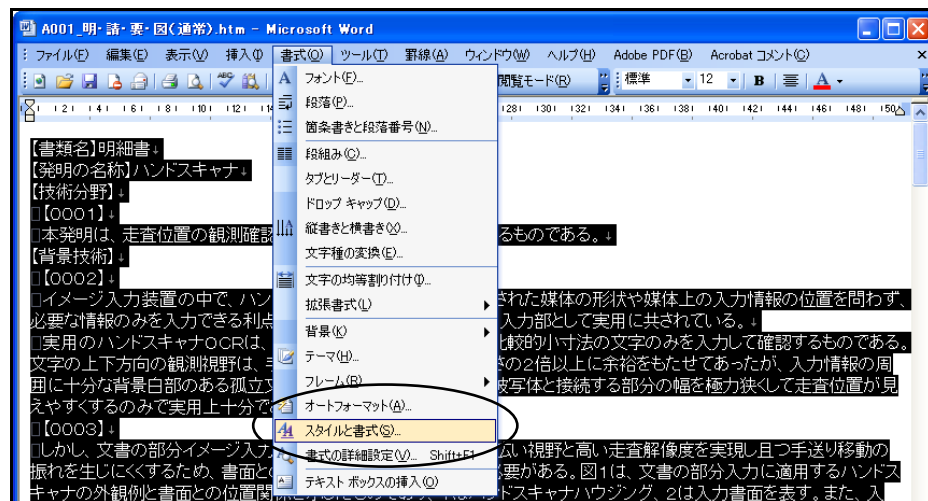 A001_明・請・要・図(通常).htm - Microsoft Word
ファイル(F) 編集(E) 表示(V) 挿入(I) 書式(O) ツール(T) 罫線(A) ウィンドウ(W) ヘルプ(H) Adobe PDF(B) Acrobat コメント(C)
閲覧モード(R) 標準 12 B A
2 4 6 8 10 12 14 28 30 32 34 36 38 40 42 44 46 48 50
フォント(F)...
段落(P)...
箇条書きと段落番号(N)...
段組み(C)...
タブとリーダー(T)...
ドロップ キャップ(D)...
縦書きと横書き(X)...
文字種の変換(E)...
文字の均等割り付け(I)...
拡張書式(L)
背景(K)
テーマ(H)...
フレーム(R)
オートフォーマット(A)...
スタイルと書式(S)...
書式の詳細設定(V)... Shift+F1
テキスト ボックスの挿入(O)
【書類名】明細書↓
【発明の名称】ハンドスキャナ↓
【技術分野】↓
□【0001】↓
□本発明は、走査位置の観測確認 るものである。↓
【背景技術】↓
□【0002】↓
□イメージ入力装置の中で、ハン された媒体の形状や媒体上の入力情報の位置を問わず、
必要な情報のみを入力できる利点 入力部として実用に共されている。↓
□実用のハンドスキャナOCRは、 比較的小寸法の文字のみを入力して確認するものである。
文字の上下方向の観測視野は、 さの2倍以上に余裕をもたせてあったが、入力情報の周
囲に十分な背景白部のある孤立文 被写体と接続する部分の幅を極力狭くして走査位置が見
えやすくするのみで実用上十分で
□【0003】↓
□しかし、文書の部分イメージ入力 広い視野と高い走査解像度を実現し且つ手送り移動の
振れを生じにくくするため、書面と 必要がある。図1は、文書の部分入力に適用するハンドス
キャナの外観例と書面との位置関 ドスキャナハウジング、2は入力書面を表す。また、入